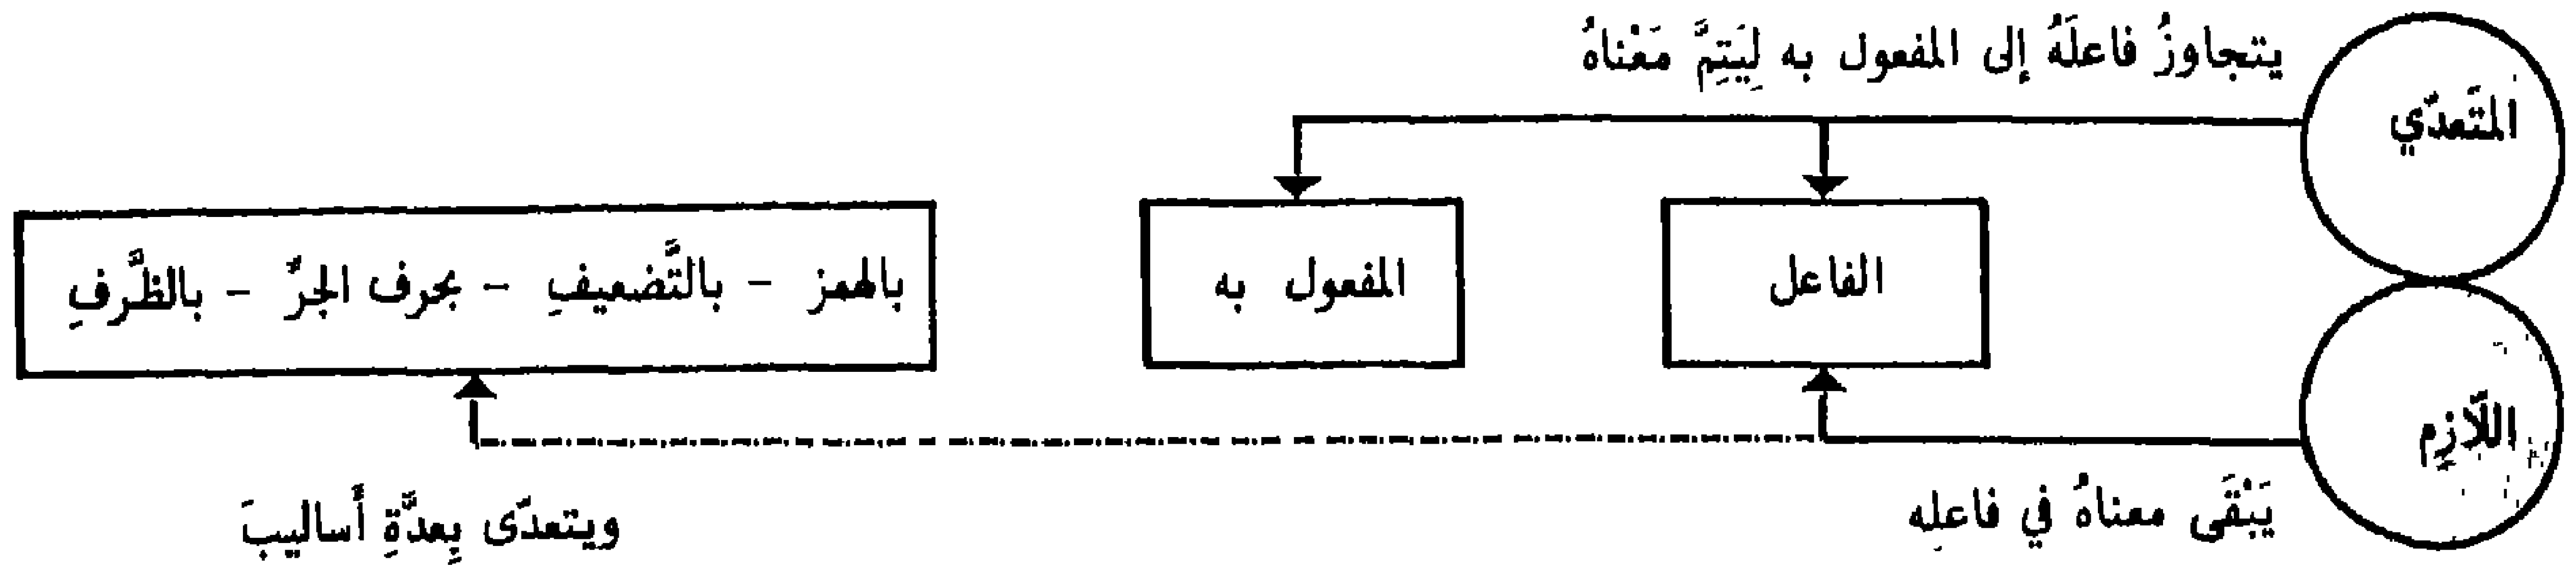 يتجاوزُ فاعلَهُ إلى المفعول به لِيَتِمَّ مَعْناهُ
المتَعدّي
الفاعل
المفعول به
بالهمز - بالتَّضعيفِ - بحرف الجرِّ - بالظَّرفِ
اللّازِم
يَبْقَى معناهُ في فاعلِه
ويتعدّى بِعدَّةِ أَساليبَ